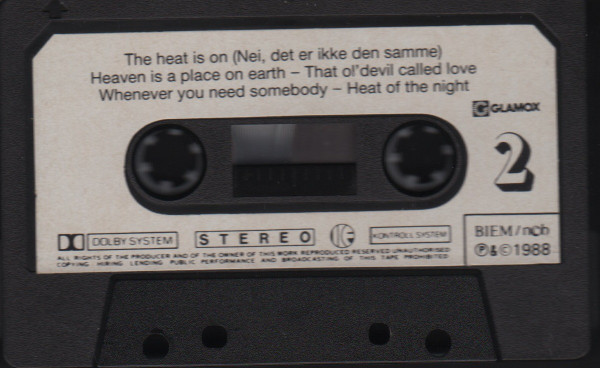 The heat is on (Nei, det er ikke den samme)
Heaven is a place on earth – That ol'devil called love
Whenever you need somebody – Heat of the night
GLAMOX
2
DOLBY SYSTEM
STEREO
KONTROLL SYSTEM
BIEM/ncb
℗&©1988
ALL RIGHTS OF THE PRODUCER AND OF THE OWNER OF THIS WORK REPRODUCED RESERVED UNAUTHORISED
COPYING HIRING LENDING PUBLIC PERFORMANCE AND BROADCASTING OF THIS TAPE PROHIBITED